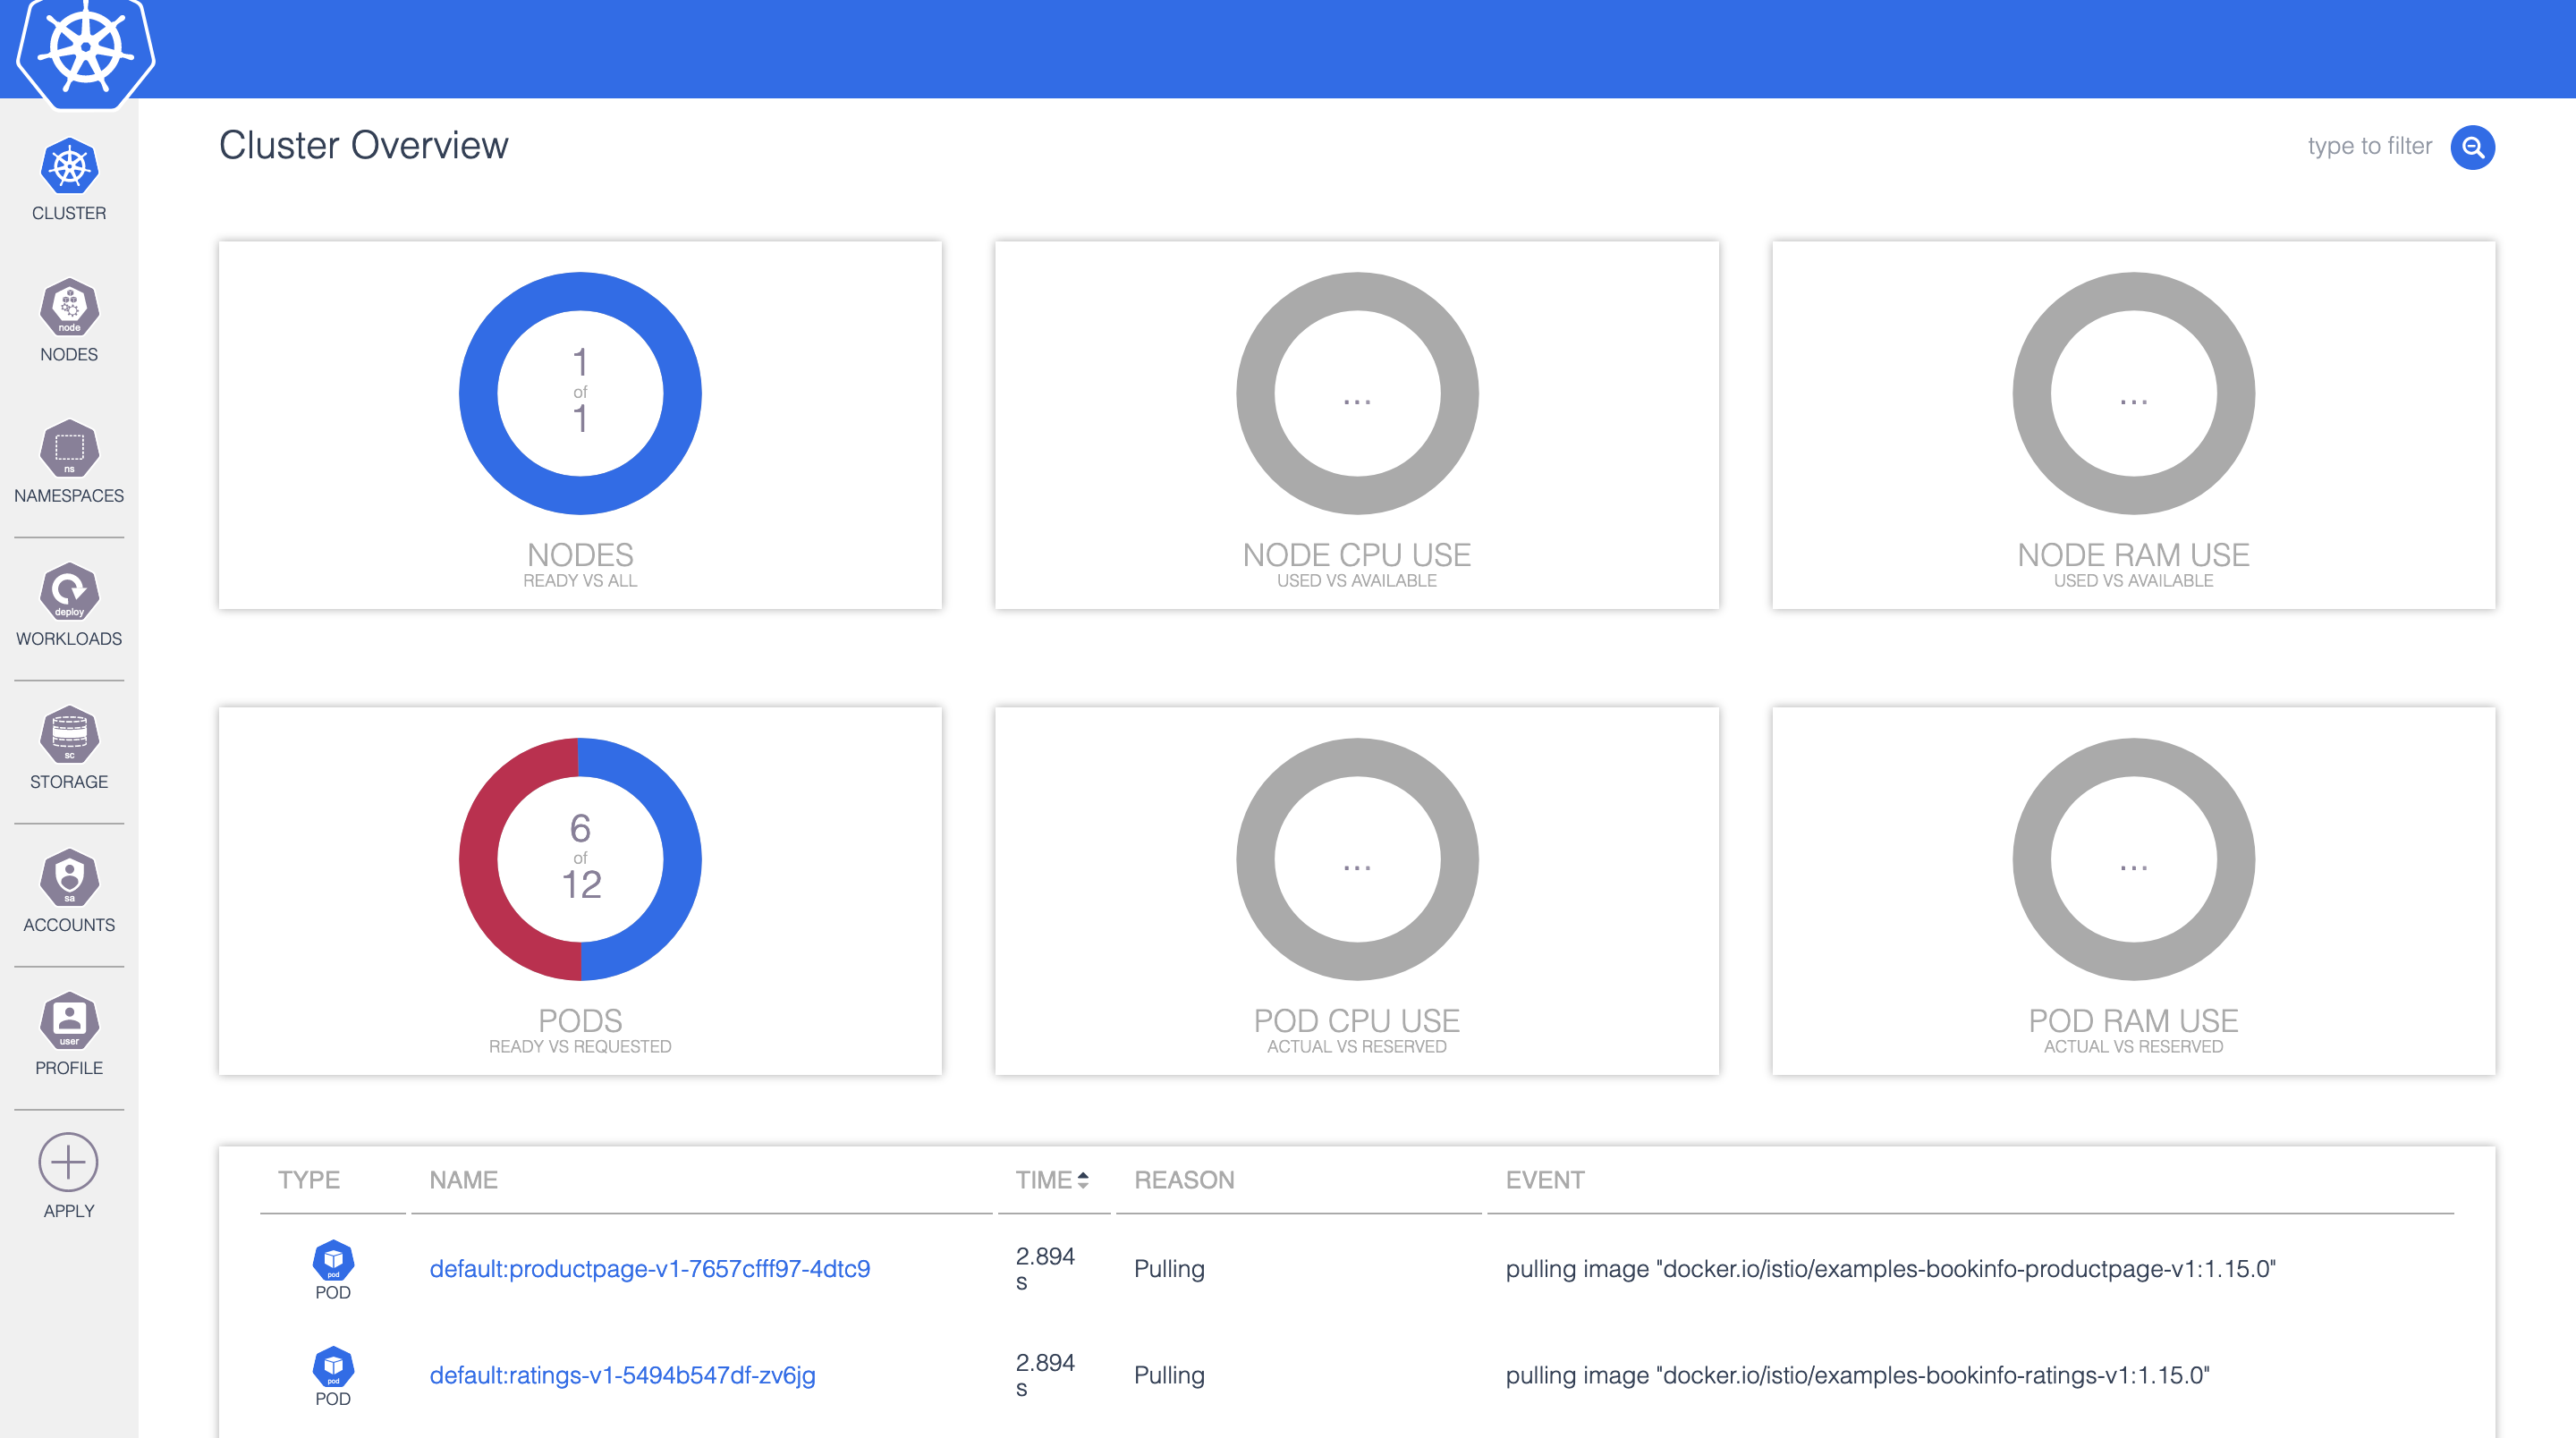 Cluster Overview
type to filter
CLUSTER
node
NODES
ns
NAMESPACES
deploy
WORKLOADS
sc
STORAGE
sa
ACCOUNTS
user
PROFILE
APPLY
1
of
1
NODES
READY VS ALL
...
NODE CPU USE
USED VS AVAILABLE
...
NODE RAM USE
USED VS AVAILABLE
6
of
12
PODS
READY VS REQUESTED
...
POD CPU USE
ACTUAL VS RESERVED
...
POD RAM USE
ACTUAL VS RESERVED
TYPE NAME TIME REASON EVENT
pod
POD
default:productpage-v1-7657cfff97-4dtc9
2.894
s
Pulling
pulling image "docker.io/istio/examples-bookinfo-productpage-v1:1.15.0"
pod
POD
default:ratings-v1-5494b547df-zv6jg
2.894
s
Pulling
pulling image "docker.io/istio/examples-bookinfo-ratings-v1:1.15.0"